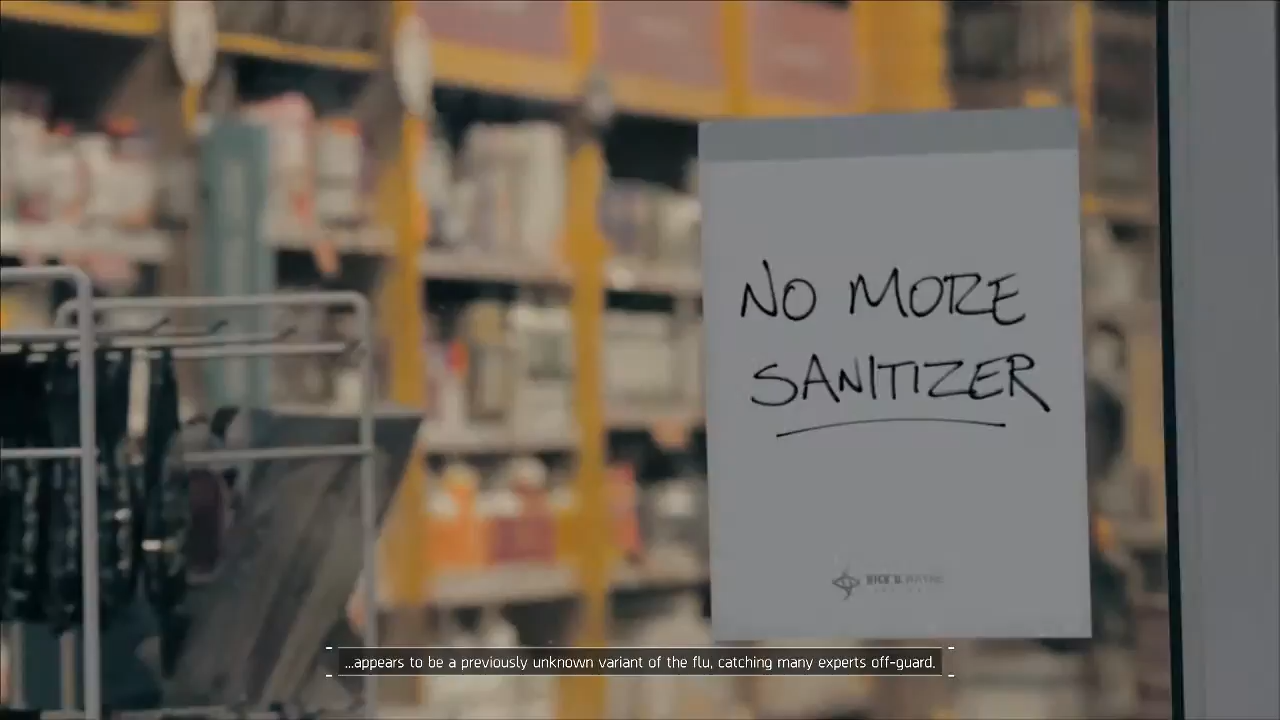 NO MORE
SANITIZER
...appears to be a previously unknown variant of the flu, catching many experts off-guard.